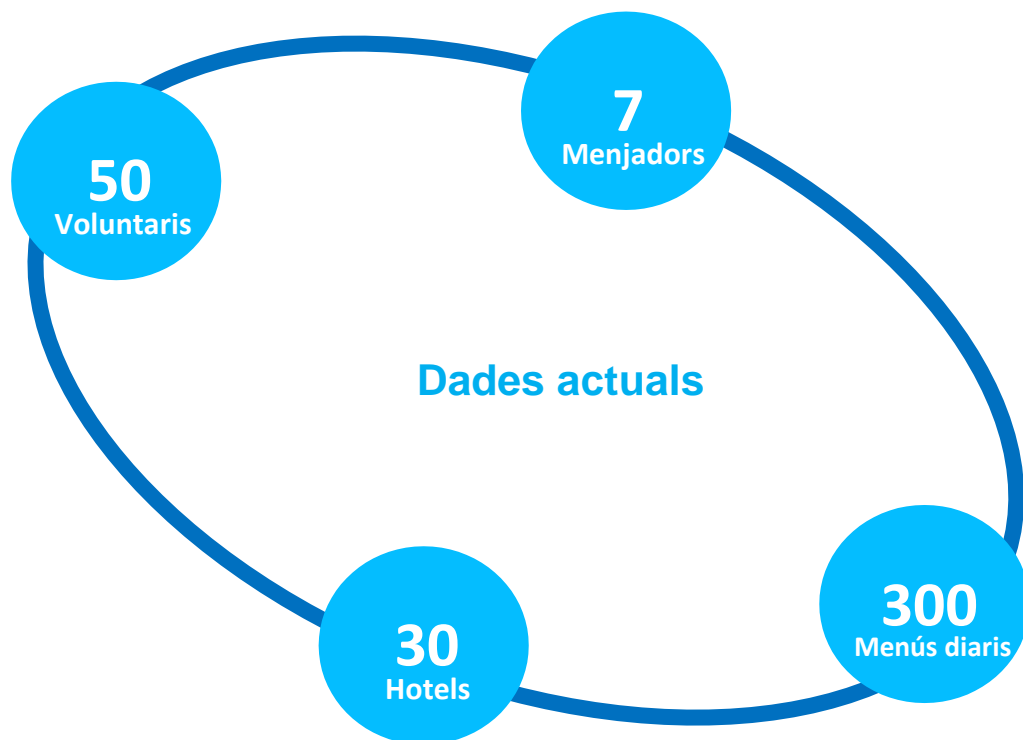 7
Menjadors
50
Voluntaris
Dades actuals
300
Menús diaris
30
Hotels